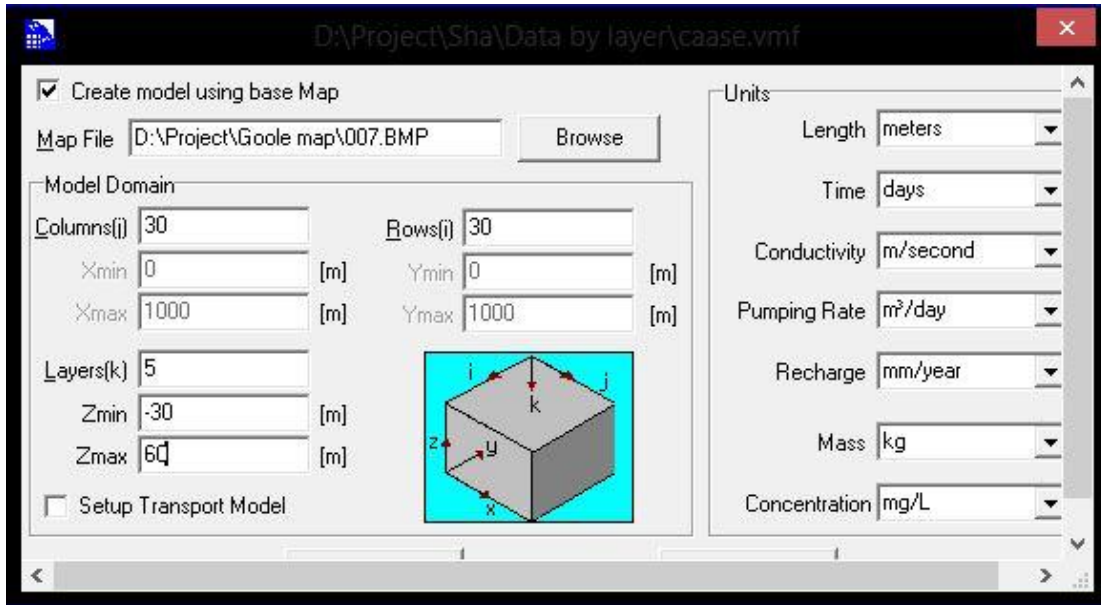 D:\Project\Sha\Data by layer\caase.vmf
Create model using base Map
Map File D:\Project\Goole map\007.BMP Browse
Model Domain
Columns(j) 30 Rows(i) 30
Xmin 0 [m] Ymin 0 [m]
Xmax 1000 [m] Ymax 1000 [m]
Layers(k) 5
Zmin -30 [m]
Zmax 60 [m]
Setup Transport Model
i j
k
z y
x
Units
Length meters
Time days
Conductivity m/second
Pumping Rate m³/day
Recharge mm/year
Mass kg
Concentration mg/L